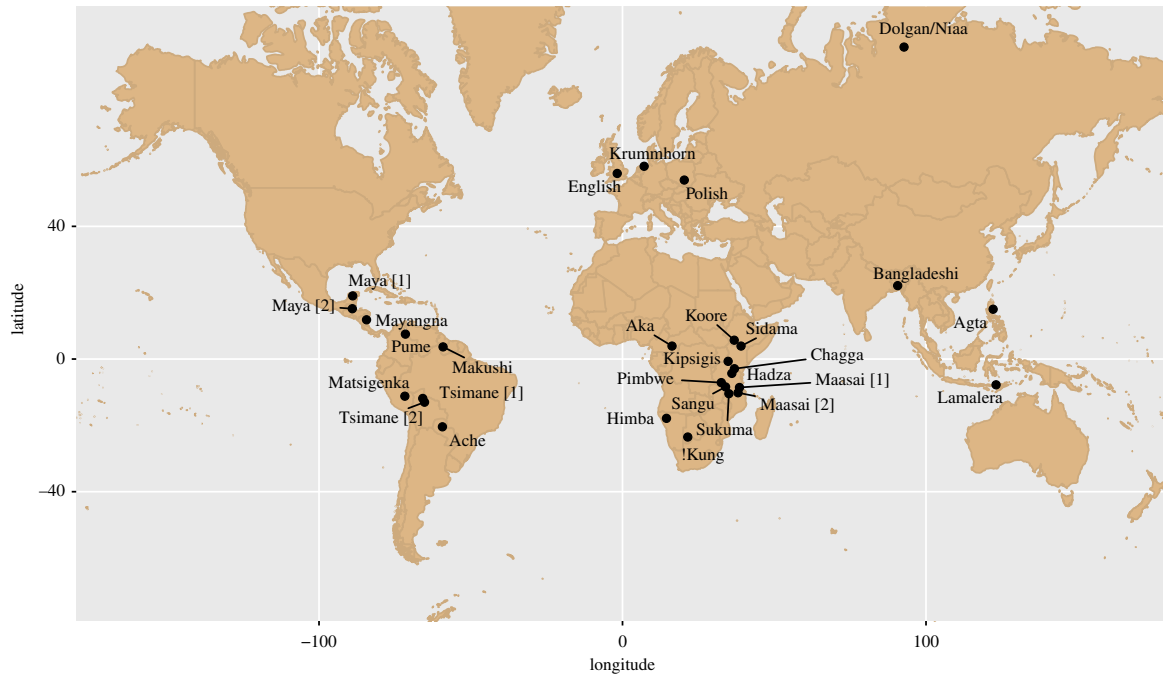 Dolgan/Niaa
Krummhorn
English
Polish
40
Bangladeshi
Maya [1]
Maya [2]
Mayangna
Koore
Sidama
Agta
Aka
Pume
latitude
0
Makushi
Kipsigis
Chagga
Matsigenka
Tsimane [1]
Pimbwe
Hadza
Maasai [1]
Lamalera
Sangu
Maasai [2]
Tsimane [2]
Himba
Sukuma
Ache
!Kung
−40
−100
0
100
longitude